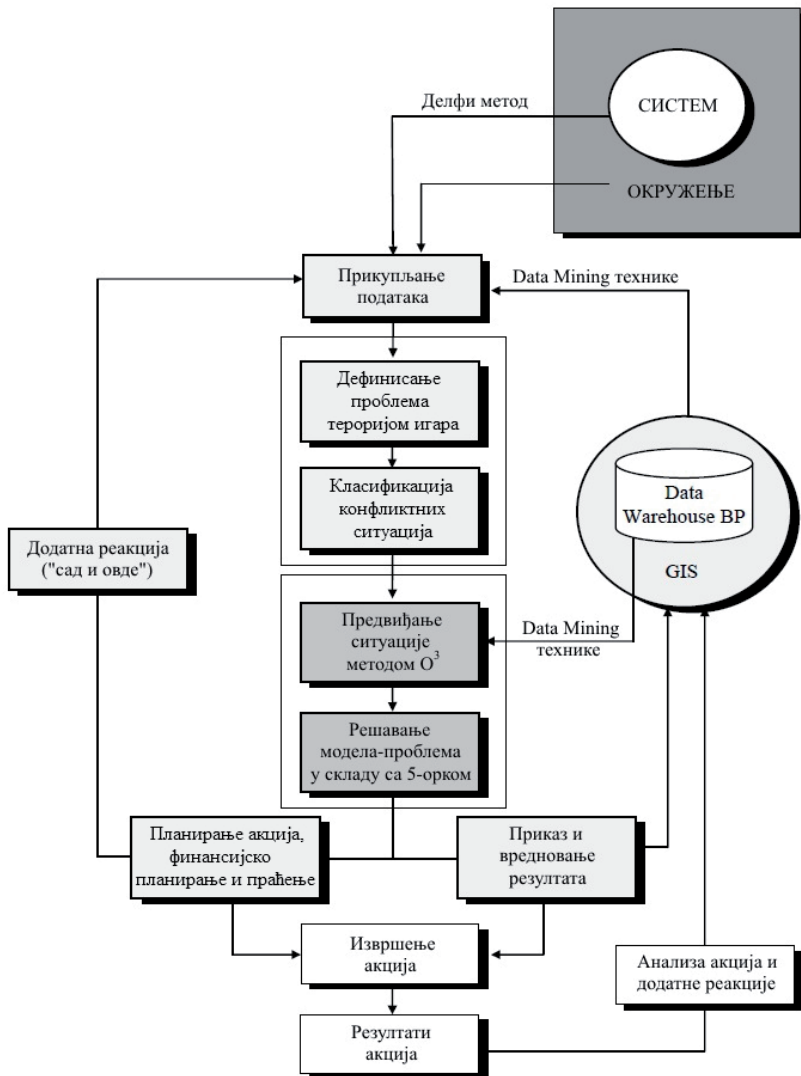 Делфи метод
СИСТЕМ
ОКРУЖЕЊЕ
Прикупљање
података
Data Mining технике
Дефинисање
проблема
тероријом игара
Класификација
конфликтних
ситуација
Data
Warehouse BP
GIS
Додатна реакција
("сад и овде")
Предвиђање
ситуације
методом О³
Data Mining
технике
Решавање
модела-проблема
у складу са 5-орком
Планирање акција,
финансијско
планирање и праћење
Приказ и
вредновање
резултата
Извршење
акција
Анализа акција и
додатне реакције
Резултати
акција